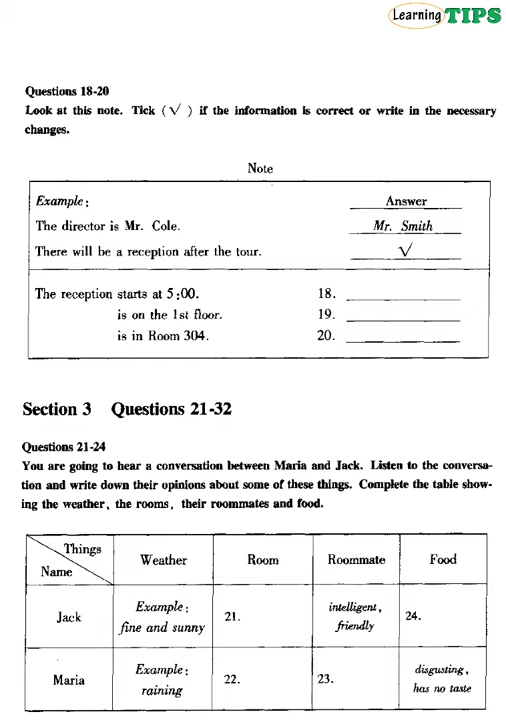 Learning TIPS
Questions 18-20
Look at this note. Tick (√) if the information is correct or write in the necessary
changes.
Note
Example: Answer
The director is Mr. Cole. Mr. Smith
There will be a reception after the tour. √
The reception starts at 5:00. 18. ____
is on the 1st floor. 19. ____
is in Room 304. 20. ____
Section 3 Questions 21-32
Questions 21-24
You are going to hear a conversation between Maria and Jack. Listen to the conversa-
tion and write down their opinions about some of these things. Complete the table show-
ing the weather, the rooms, their roommates and food.
Things
Name
Weather Room Roommate Food
Jack
Example:
fine and sunny
21.
intelligent,
friendly
24.
Maria
Example:
raining
22.
23.
disgusting,
has no taste